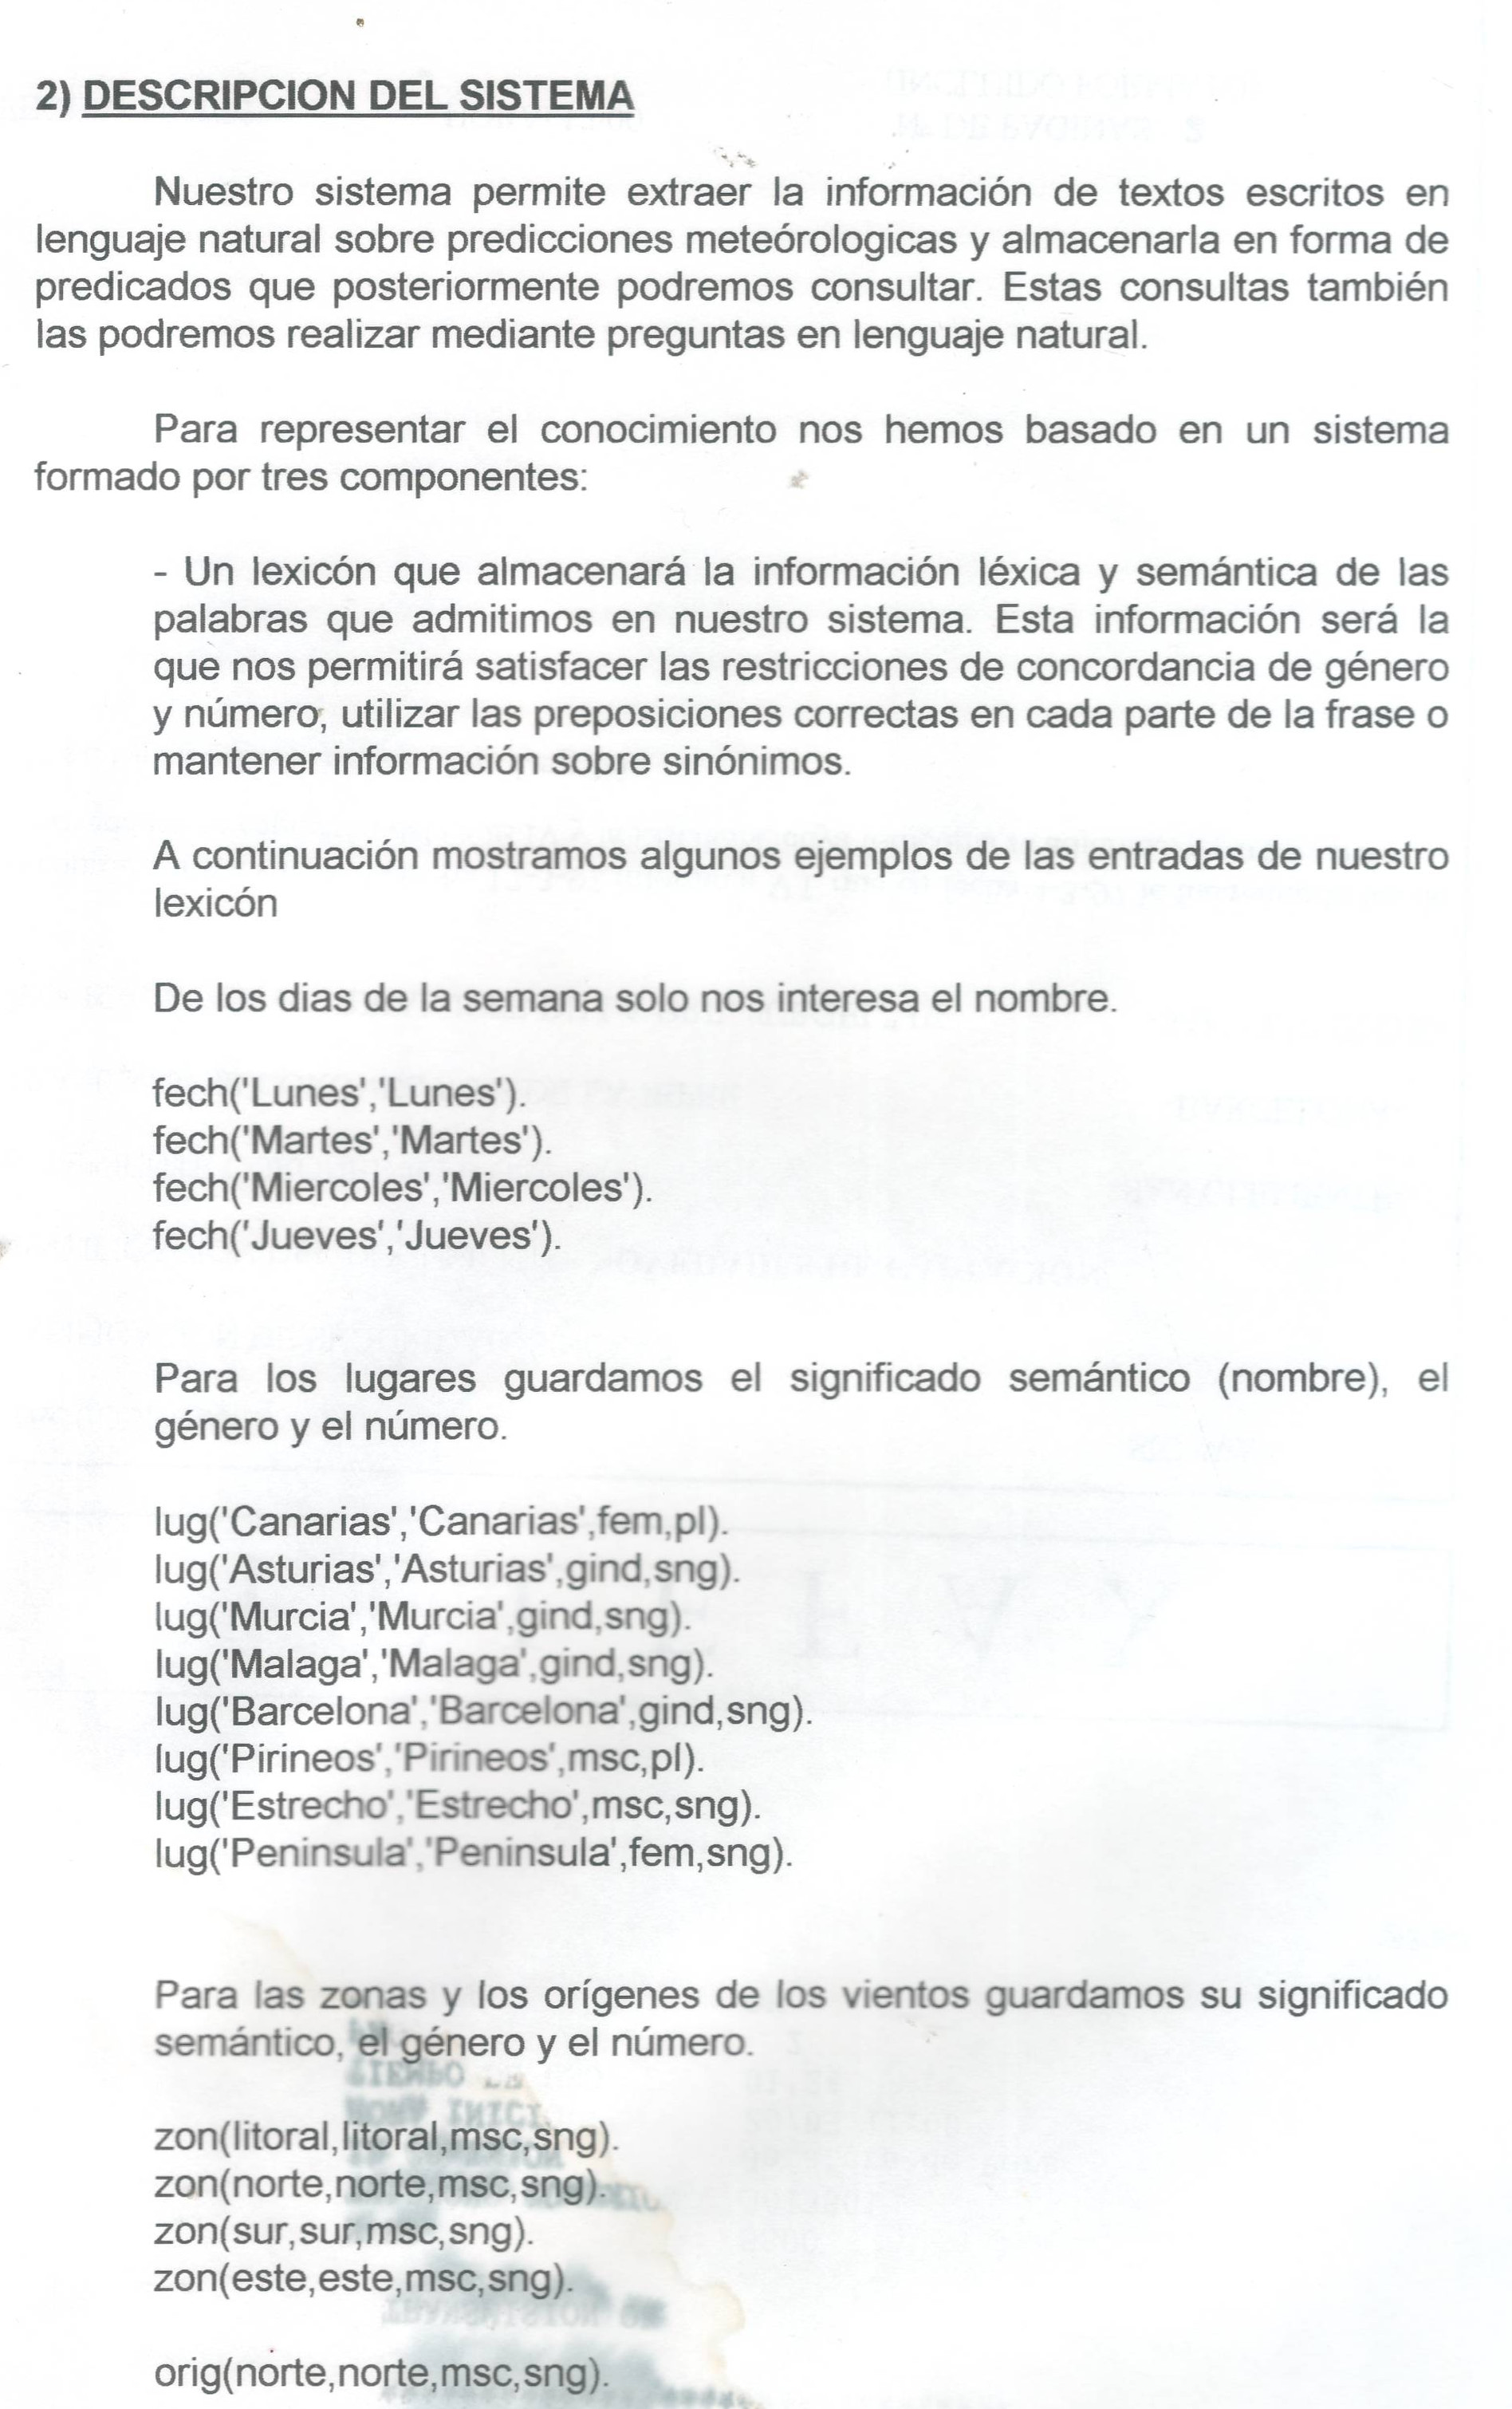 2) DESCRIPCION DEL SISTEMA
Nuestro sistema permite extraer la información de textos escritos en
lenguaje natural sobre predicciones meteórologicas y almacenarla en forma de
predicados que posteriormente podremos consultar. Estas consultas también
las podremos realizar mediante preguntas en lenguaje natural.
Para representar el conocimiento nos hemos basado en un sistema
formado por tres componentes:
- Un lexicón que almacenará la información léxica y semántica de las
palabras que admitimos en nuestro sistema. Esta información será la
que nos permitirá satisfacer las restricciones de concordancia de género
y número, utilizar las preposiciones correctas en cada parte de la frase o
mantener información sobre sinónimos.
A continuación mostramos algunos ejemplos de las entradas de nuestro
lexicón
De los dias de la semana solo nos interesa el nombre.
fech('Lunes','Lunes').
fech('Martes','Martes').
fech('Miercoles','Miercoles').
fech('Jueves','Jueves').
Para los lugares guardamos el significado semántico (nombre), el
género y el número.
lug('Canarias','Canarias',fem,pl).
lug('Asturias','Asturias',gind,sng).
lug('Murcia','Murcia',gind,sng).
lug('Malaga','Malaga',gind,sng).
lug('Barcelona','Barcelona',gind,sng).
lug('Pirineos','Pirineos',msc,pl).
lug('Estrecho','Estrecho',msc,sng).
lug('Peninsula','Peninsula',fem,sng).
Para las zonas y los orígenes de los vientos guardamos su significado
semántico, el género y el número.
zon(litoral,litoral,msc,sng).
zon(norte,norte,msc,sng).
zon(sur,sur,msc,sng).
zon(este,este,msc,sng).
orig(norte,norte,msc,sng).